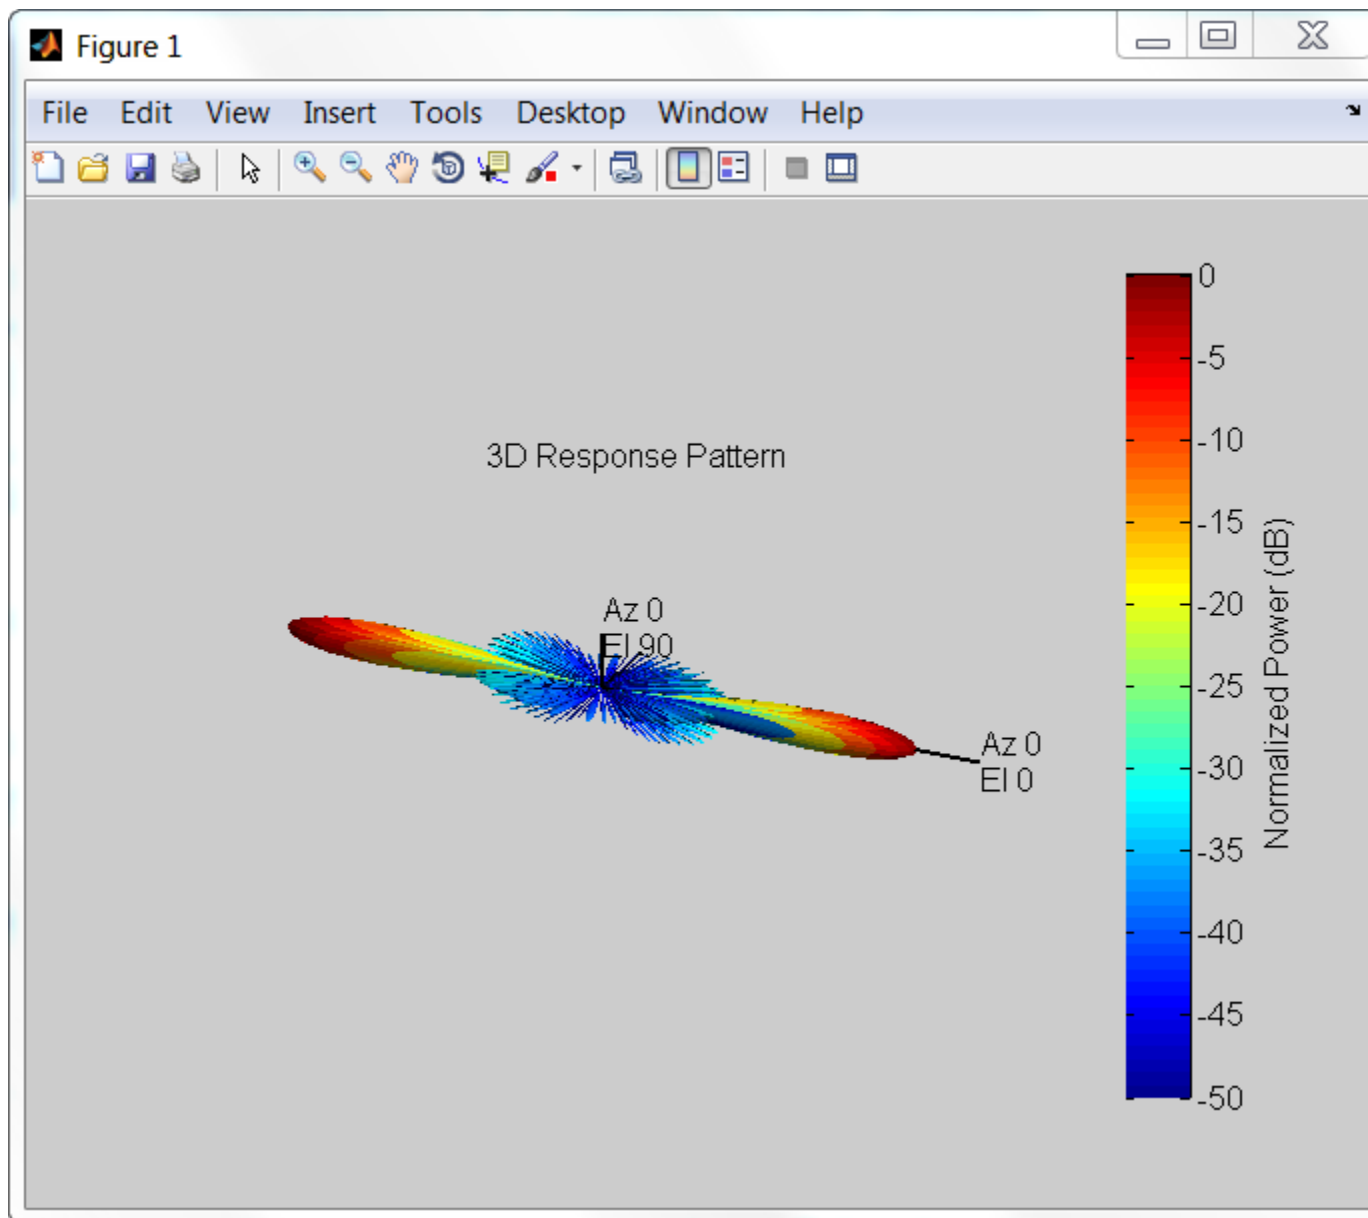 Figure 1
File Edit View Insert Tools Desktop Window Help
3D Response Pattern
Az 0
El 90
Az 0
El 0
0
-5
-10
-15
-20
-25
-30
-35
-40
-45
-50
Normalized Power (dB)